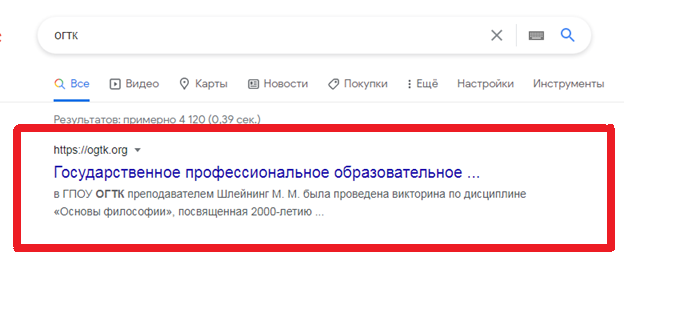 ОГТК
Все Видео Карты Новости Покупки Ещё Настройки Инструменты
Результатов: примерно 4 120 (0,39 сек.)
https://ogtk.org
Государственное профессиональное образовательное ...
в ГПОУ ОГТК преподавателем Шлейнинг М. М. была проведена викторина по дисциплине
«Основы философии», посвященная 2000-летию ...